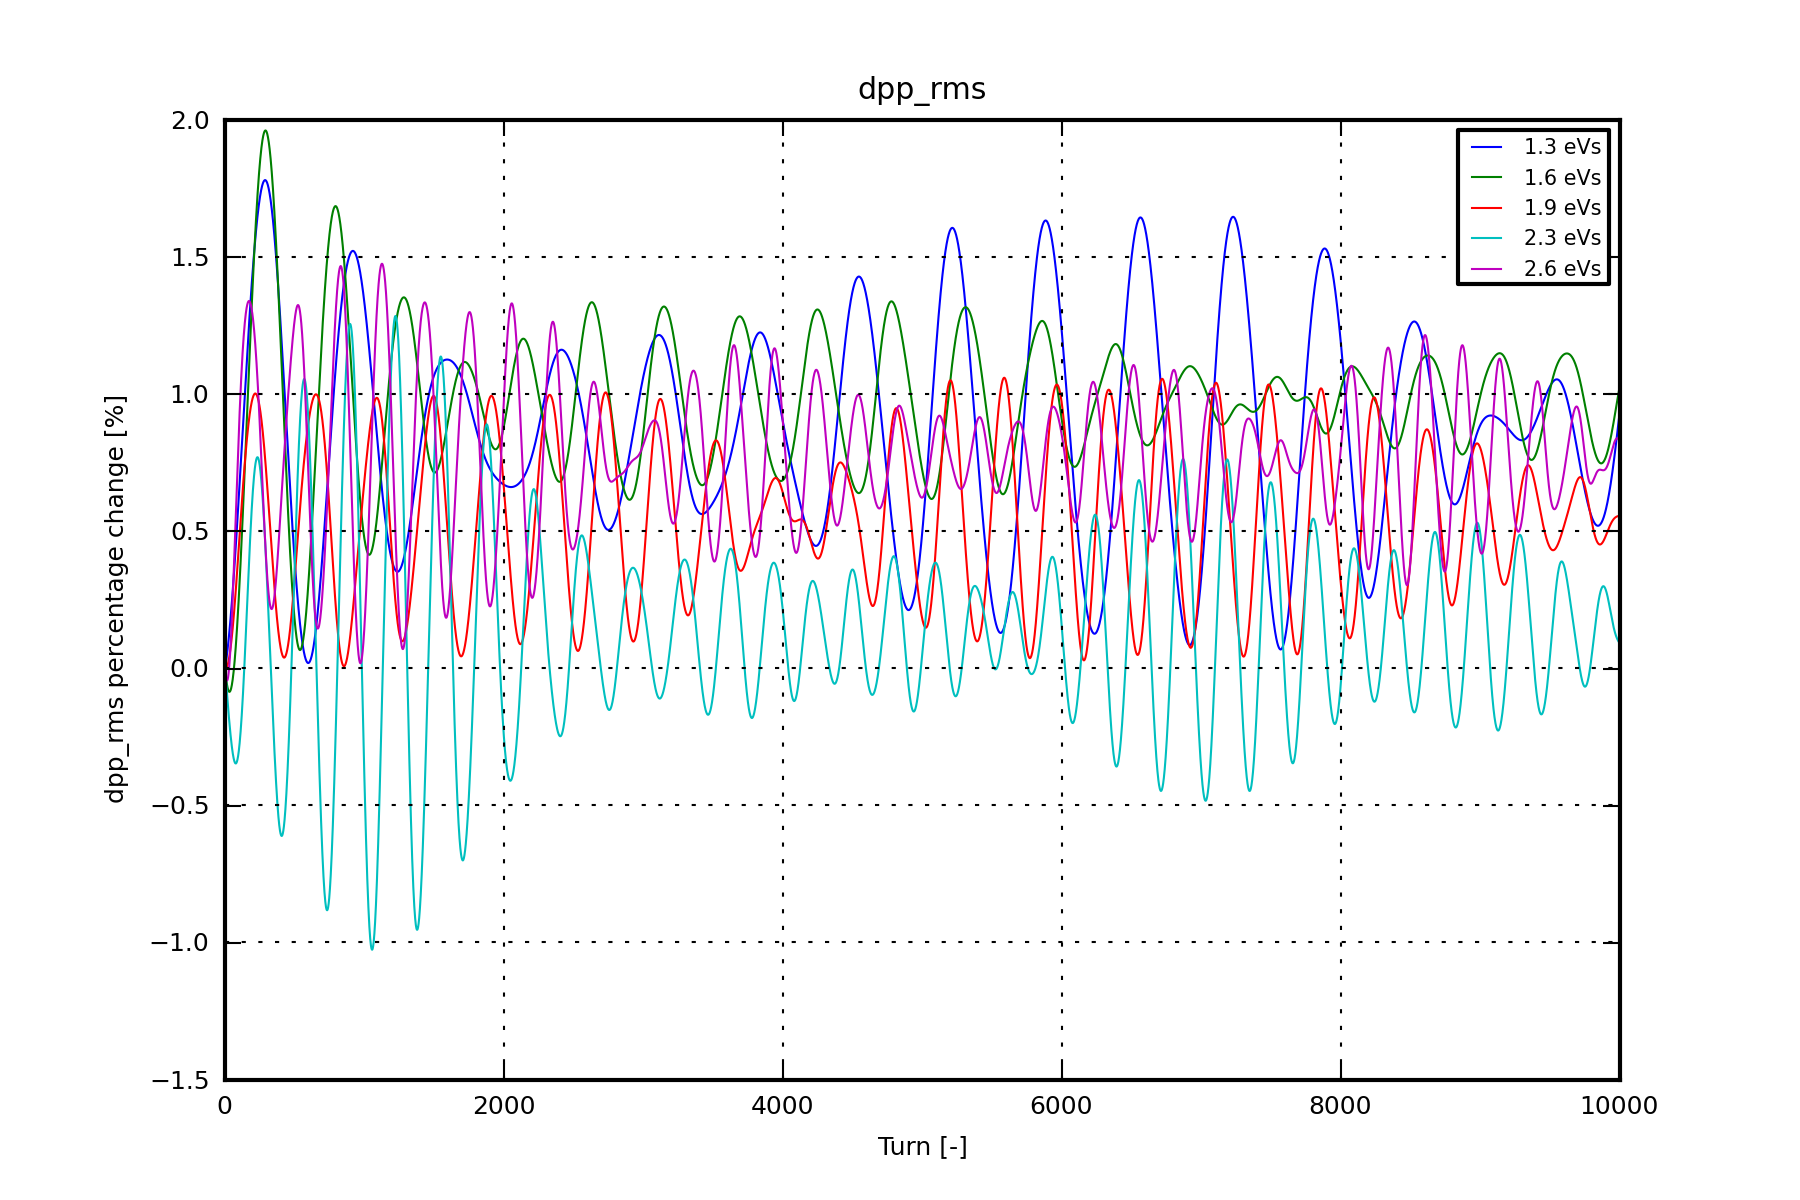 dpp_rms
2.0
1.5
1.0
0.5
0.0
−0.5
−1.0
−1.5
dpp_rms percentage change [%]
1.3 eVs
1.6 eVs
1.9 eVs
2.3 eVs
2.6 eVs
0 2000 4000 6000 8000 10000
Turn [-]